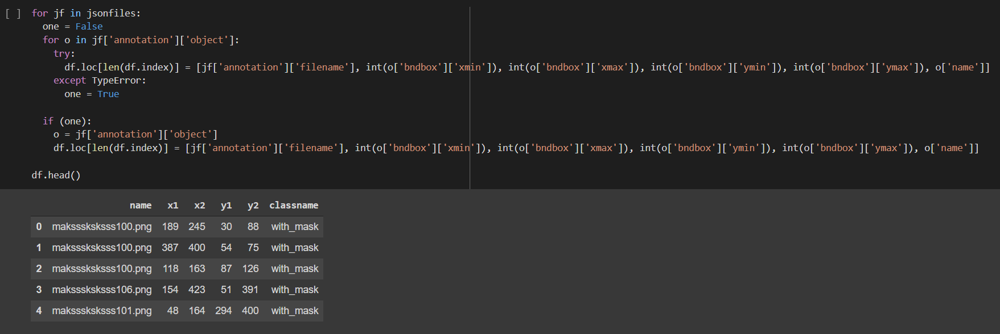 [ ] for jf in jsonfiles:
one = False
for o in jf['annotation']['object']:
try:
df.loc[len(df.index)] = [jf['annotation']['filename'], int(o['bndbox']['xmin']), int(o['bndbox']['xmax']), int(o['bndbox']['ymin']), int(o['bndbox']['ymax']), o['name']]
except TypeError:
one = True
if (one):
o = jf['annotation']['object']
df.loc[len(df.index)] = [jf['annotation']['filename'], int(o['bndbox']['xmin']), int(o['bndbox']['xmax']), int(o['bndbox']['ymin']), int(o['bndbox']['ymax']), o['name']]
df.head()
name x1 x2 y1 y2 classname
0 maksssksksss100.png 189 245 30 88 with_mask
1 maksssksksss100.png 387 400 54 75 with_mask
2 maksssksksss100.png 118 163 87 126 with_mask
3 maksssksksss106.png 154 423 51 391 with_mask
4 maksssksksss101.png 48 164 294 400 with_mask